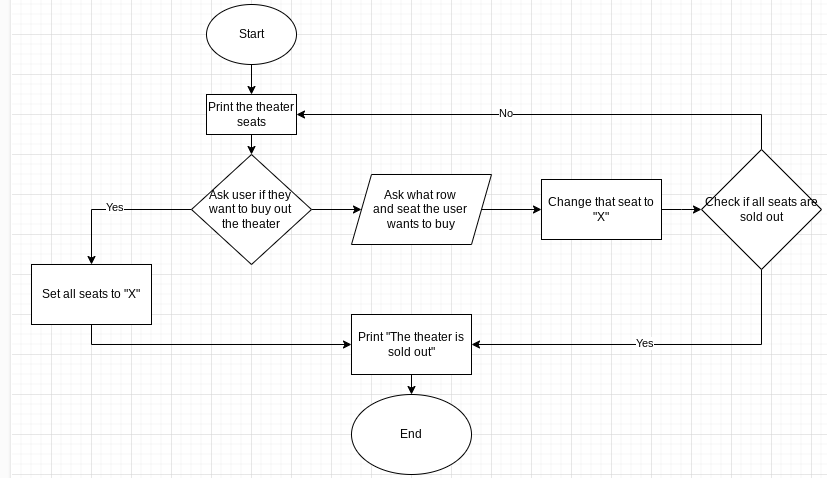 Start
Print the theater
seats
No
Ask user if they
want to buy out
the theater
Yes
Ask what row
and seat the user
wants to buy
Change that seat to
"X"
Check if all seats are
sold out
Set all seats to "X"
Print "The theater is
sold out"
Yes
End